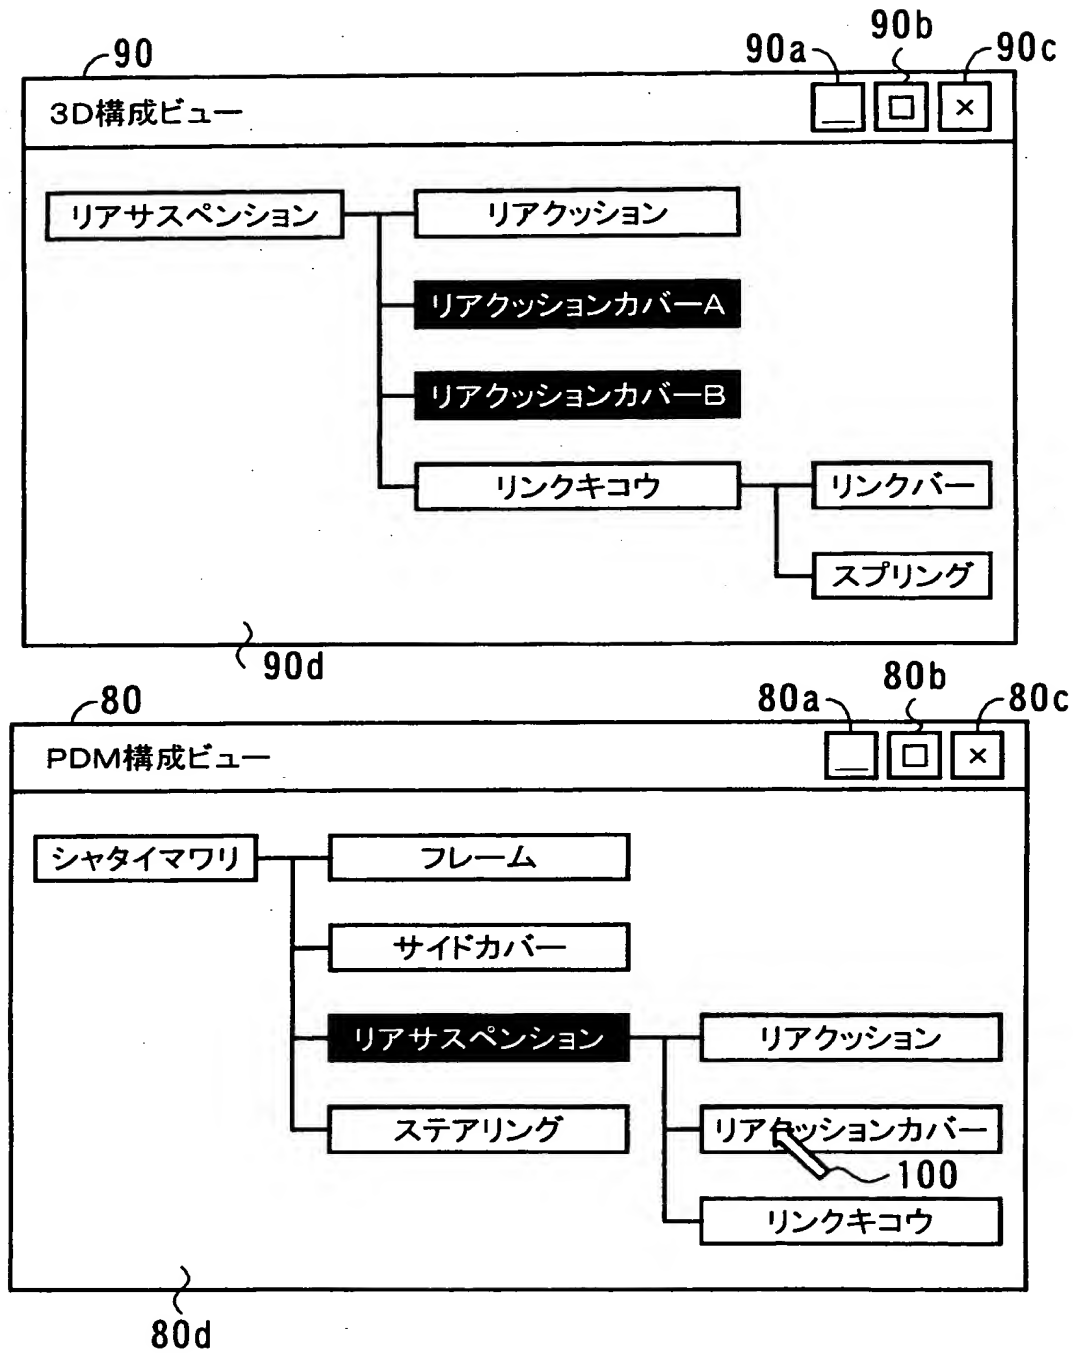 90
90a
90b
90c
3D構成ビュー
_
□
×
リアサスペンション
リアクッション
リアクッションカバーA
リアクッションカバーB
リンクキコウ
リンクバー
スプリング
90d
80
80a
80b
80c
PDM構成ビュー
_
□
×
シャタイマワリ
フレーム
サイドカバー
リアサスペンション
リアクッション
ステアリング
リアクッションカバー
100
リンクキコウ
80d